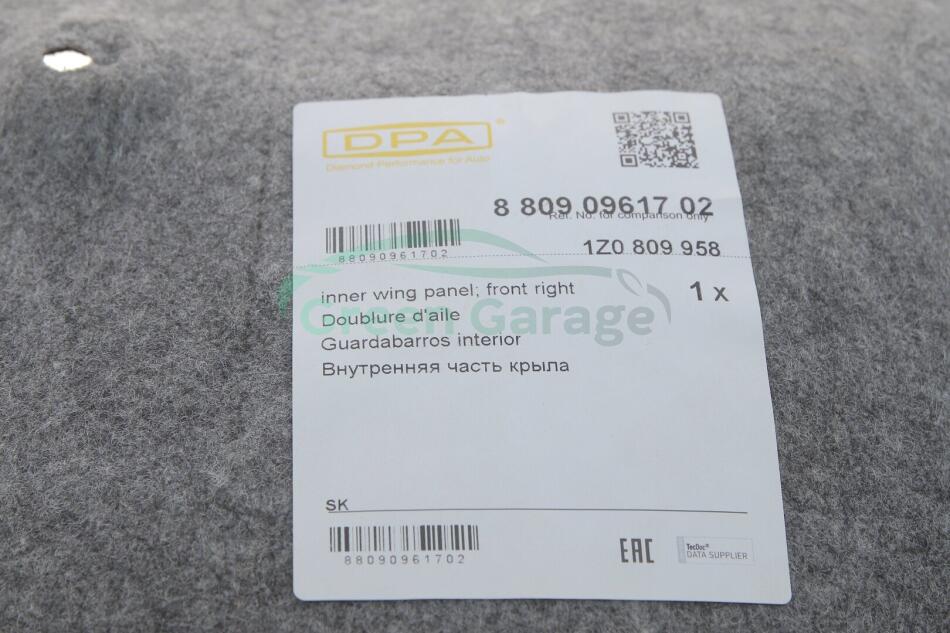 DPA®
Diamond Performance for Auto
8 809 09617 02
Ref. No. for comparison only
88090961702
1Z0 809 958
inner wing panel; front right
1 x
Doublure d'aile
Green Garage
Guardabarros interior
Внутренняя часть крыла
SK
88090961702
EAC
TecDoc®
DATA SUPPLIER